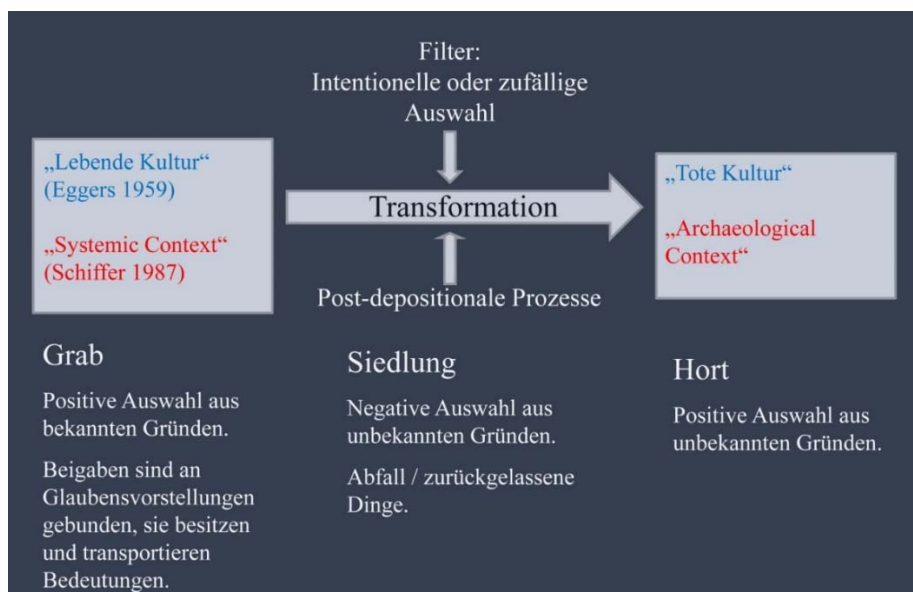 Filter:
Intentionelle oder zufällige
Auswahl
„Lebende Kultur“
(Eggers 1959)
„Systemic Context“
(Schiffer 1987)
Transformation
„Tote Kultur“
„Archaeological
Context“
Post-depositionale Prozesse
Grab
Positive Auswahl aus
bekannten Gründen.
Beigaben sind an
Glaubensvorstellungen
gebunden, sie besitzen
und transportieren
Bedeutungen.
Siedlung
Negative Auswahl aus
unbekannten Gründen.
Abfall / zurückgelassene
Dinge.
Hort
Positive Auswahl aus
unbekannten Gründen.